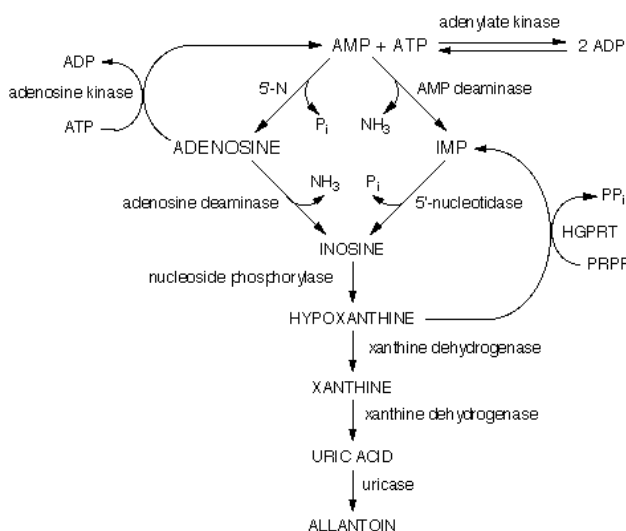 adenylate kinase
AMP + ATP
2 ADP
ADP
adenosine kinase
ATP
5'-N
Pi
AMP deaminase
NH3
ADENOSINE
IMP
adenosine deaminase
NH3
Pi
5'-nucleotidase
PPi
HGPRT
PRPP
INOSINE
nucleoside phosphorylase
HYPOXANTHINE
xanthine dehydrogenase
XANTHINE
xanthine dehydrogenase
URIC ACID
uricase
ALLANTOIN